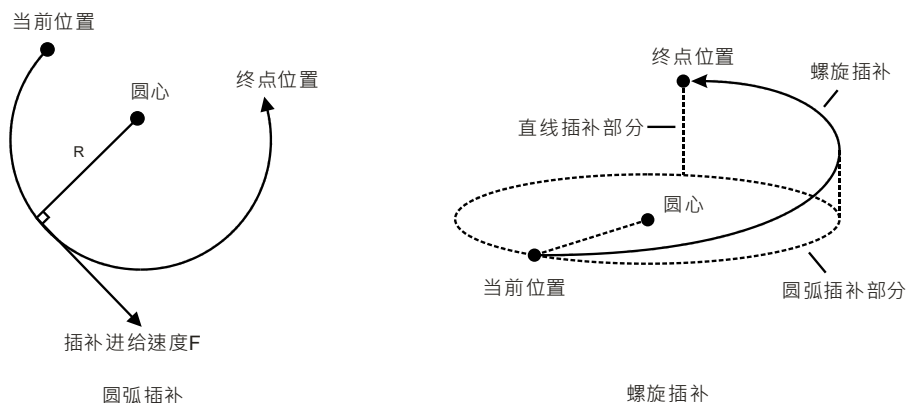 当前位置
圆心
终点位置
R
插补进给速度F
圆弧插补
终点位置
螺旋插补
直线插补部分
圆心
当前位置
圆弧插补部分
螺旋插补